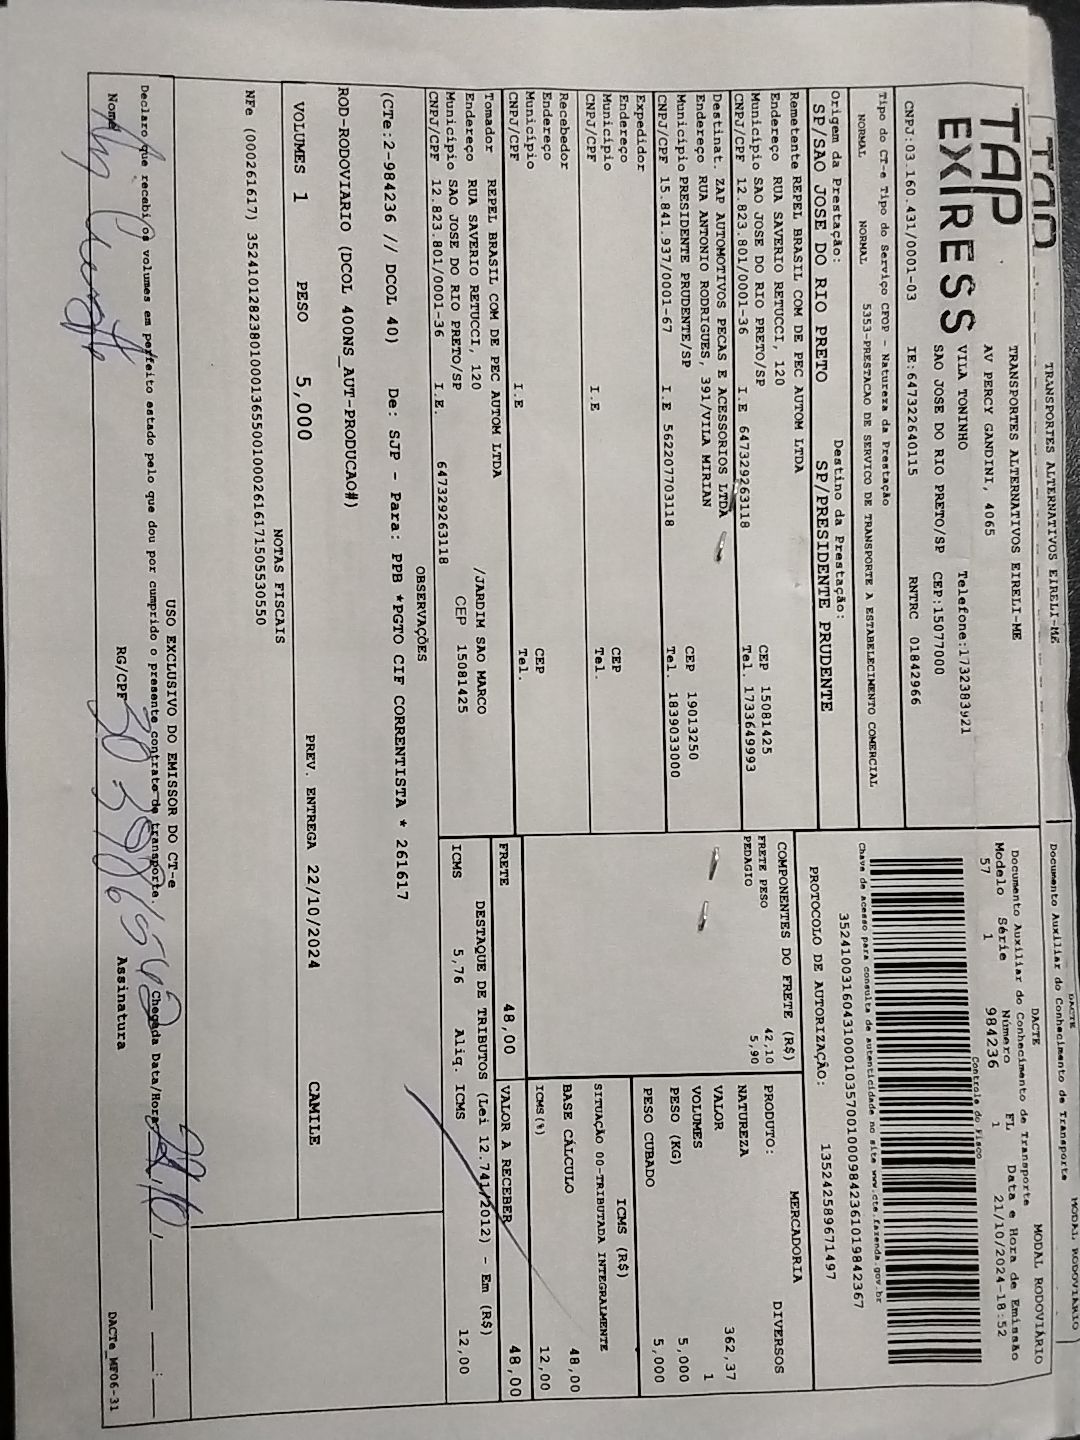 TRANSPORTES ALTERNATIVOS EIRELI-ME
Documento Auxiliar do Conhecimento de Transporte
MODAL RODOVIÁRIO
TAP
EXPRESS
TRANSPORTES ALTERNATIVOS EIRELI-ME
AV PERCY GANDINI, 4065
VILA TONINHO Telefone:1732383921
SAO JOSE DO RIO PRETO/SP CEP:15077000
CNPJ:03.160.431/0001-03 IE:647322640115 RNTRC 01842966
DACTE MODAL RODOVIÁRIO
Documento Auxiliar do Conhecimento de Transporte
Modelo Série Número FL Data e Hora de Emissão
57 1 984236 1 21/10/2024-18:52
Controle do Fisco
Chave de acesso para consulta de autenticidade no site www.cte.fazenda.gov.br
35241003160431000103570010009842361019842367
PROTOCOLO DE AUTORIZAÇÃO: 135242589671497
Tipo do CT-e Tipo do Serviço CFOP - Natureza da Prestação
NORMAL NORMAL 5353-PRESTACAO DE SERVICO DE TRANSPORTE A ESTABELECIMENTO COMERCIAL
Origem da Prestação: Destino da Prestação:
SP/SAO JOSE DO RIO PRETO SP/PRESIDENTE PRUDENTE
Remetente REPEL BRASIL COM DE PEC AUTOM LTDA
Endereço RUA SAVERIO RETUCCI, 120
Município SAO JOSE DO RIO PRETO/SP CEP 15081425
CNPJ/CPF 12.823.801/0001-36 I.E 647329263118 Tel. 1733649993
Destinat. ZAP AUTOMOTIVOS PECAS E ACESSORIOS LTDA
Endereço RUA ANTONIO RODRIGUES, 391/VILA MIRIAN
Município PRESIDENTE PRUDENTE/SP CEP 19013250
CNPJ/CPF 15.841.937/0001-67 I.E 562207703118 Tel. 1839033000
Expedidor
Endereço
Município CEP
CNPJ/CPF I.E Tel.
Recebedor
Endereço
Município CEP
CNPJ/CPF I.E Tel.
Tomador REPEL BRASIL COM DE PEC AUTOM LTDA
Endereço RUA SAVERIO RETUCCI, 120 /JARDIM SAO MARCO
Município SAO JOSE DO RIO PRETO/SP CEP 15081425
CNPJ/CPF 12.823.801/0001-36 I.E. 647329263118
COMPONENTES DO FRETE (R$)
FRETE PESO 42,10
PEDAGIO 5,90
PRODUTO: MERCADORIA DIVERSOS
NATUREZA
VALOR 362,37
VOLUMES 1
PESO (KG) 5,000
PESO CUBADO 5,000
ICMS (R$)
SITUAÇÃO 00-TRIBUTADA INTEGRALMENTE
BASE CÁLCULO 48,00
ICMS (%) 12,00
FRETE 48,00 VALOR A RECEBER 48,00
DESTAQUE DE TRIBUTOS (Lei 12.741/2012) - Em (R$)
ICMS 5,76 Aliq. ICMS 12,00
OBSERVAÇÕES
(CTe:2-984236 // DCOL 40) De: SJP - Para: PPB *PGTO CIF CORRENTISTA * 261617
ROD-RODOVIARIO (DCOL 400NS_AUT-PRODUCAO#)
VOLUMES 1 PESO 5,000 PREV. ENTREGA 22/10/2024 CAMILE
NOTAS FISCAIS
NFe (000261617) 35241012823801000136550010002616171505530550
USO EXCLUSIVO DO EMISSOR DO CT-e
Declaro que recebi/os volumes em perfeito estado pelo que dou por cumprido o presente contrato de transporte. Chegada Data/Hora
Nome RG/CPF Assinatura
DACTe_MF06-31